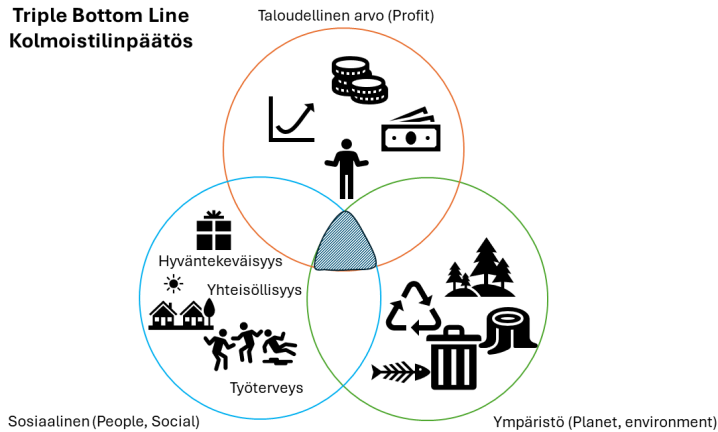 Triple Bottom Line
Kolmoistilinpäätös
Taloudellinen arvo (Profit)
Hyväntekeväisyys
Yhteisöllisyys
Työterveys
Sosiaalinen (People, Social)
Ympäristö (Planet, environment)